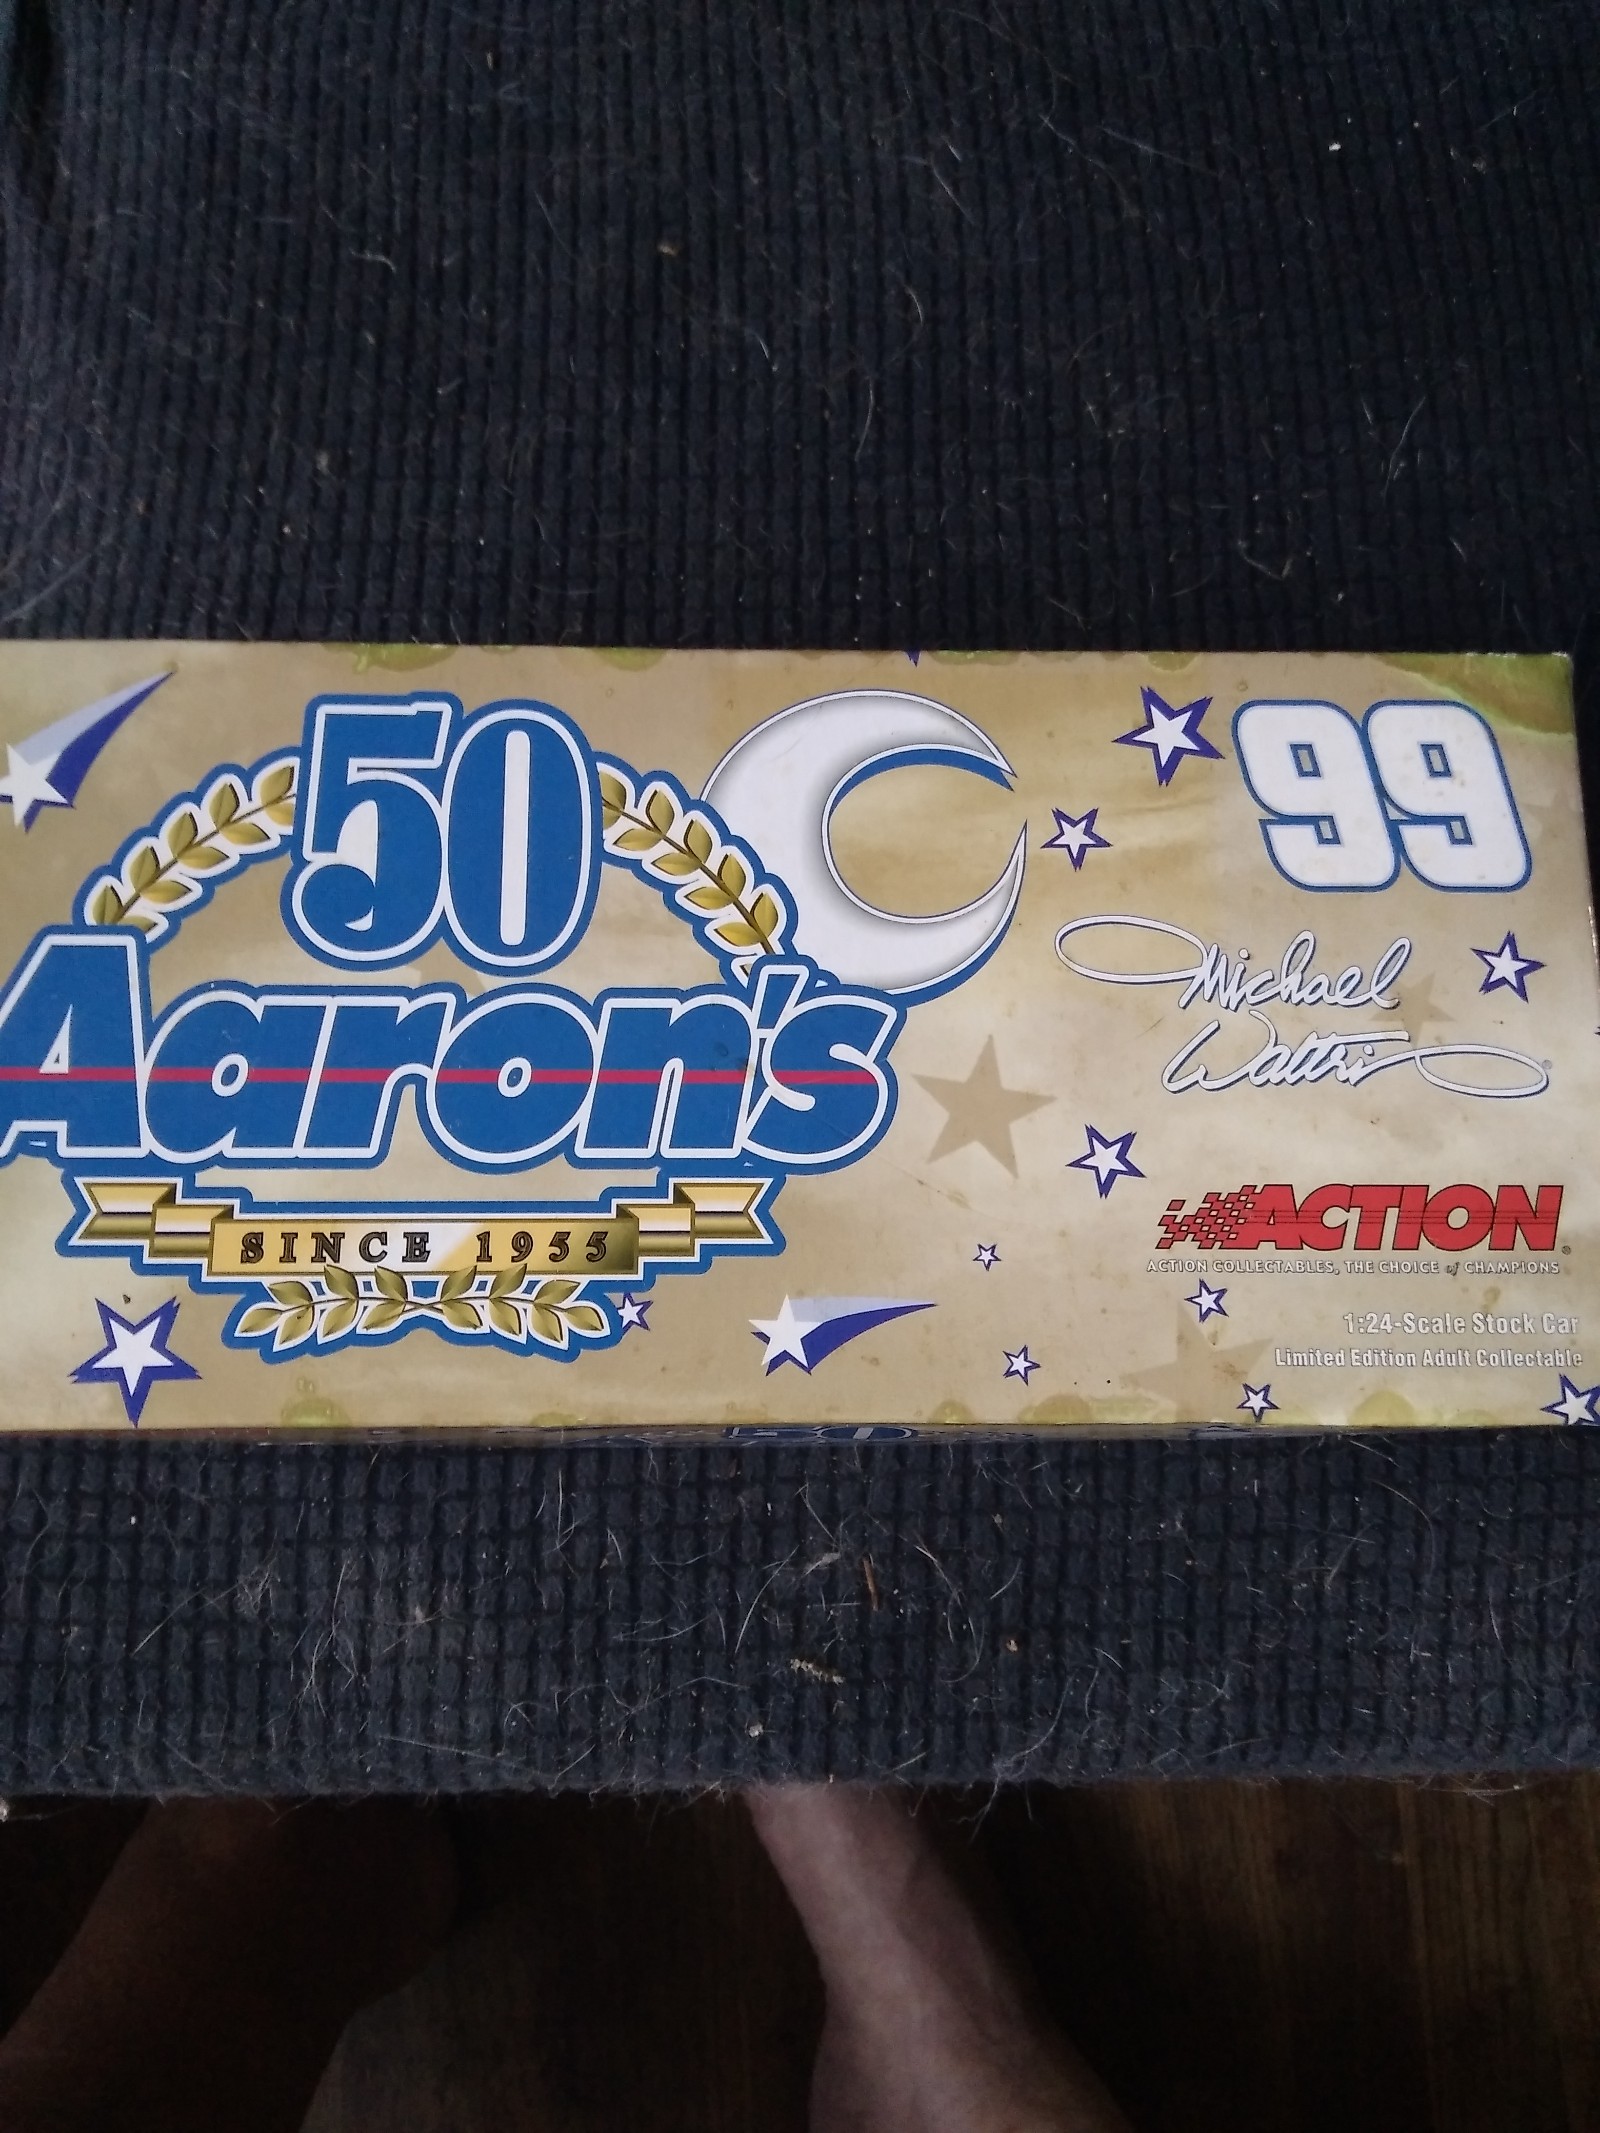 50
Aaron's
SINCE 1955
99
Michael
Waltrip
ACTION
ACTION COLLECTABLES, THE CHOICE of CHAMPIONS
1:24-Scale Stock Car
Limited Edition Adult Collectable